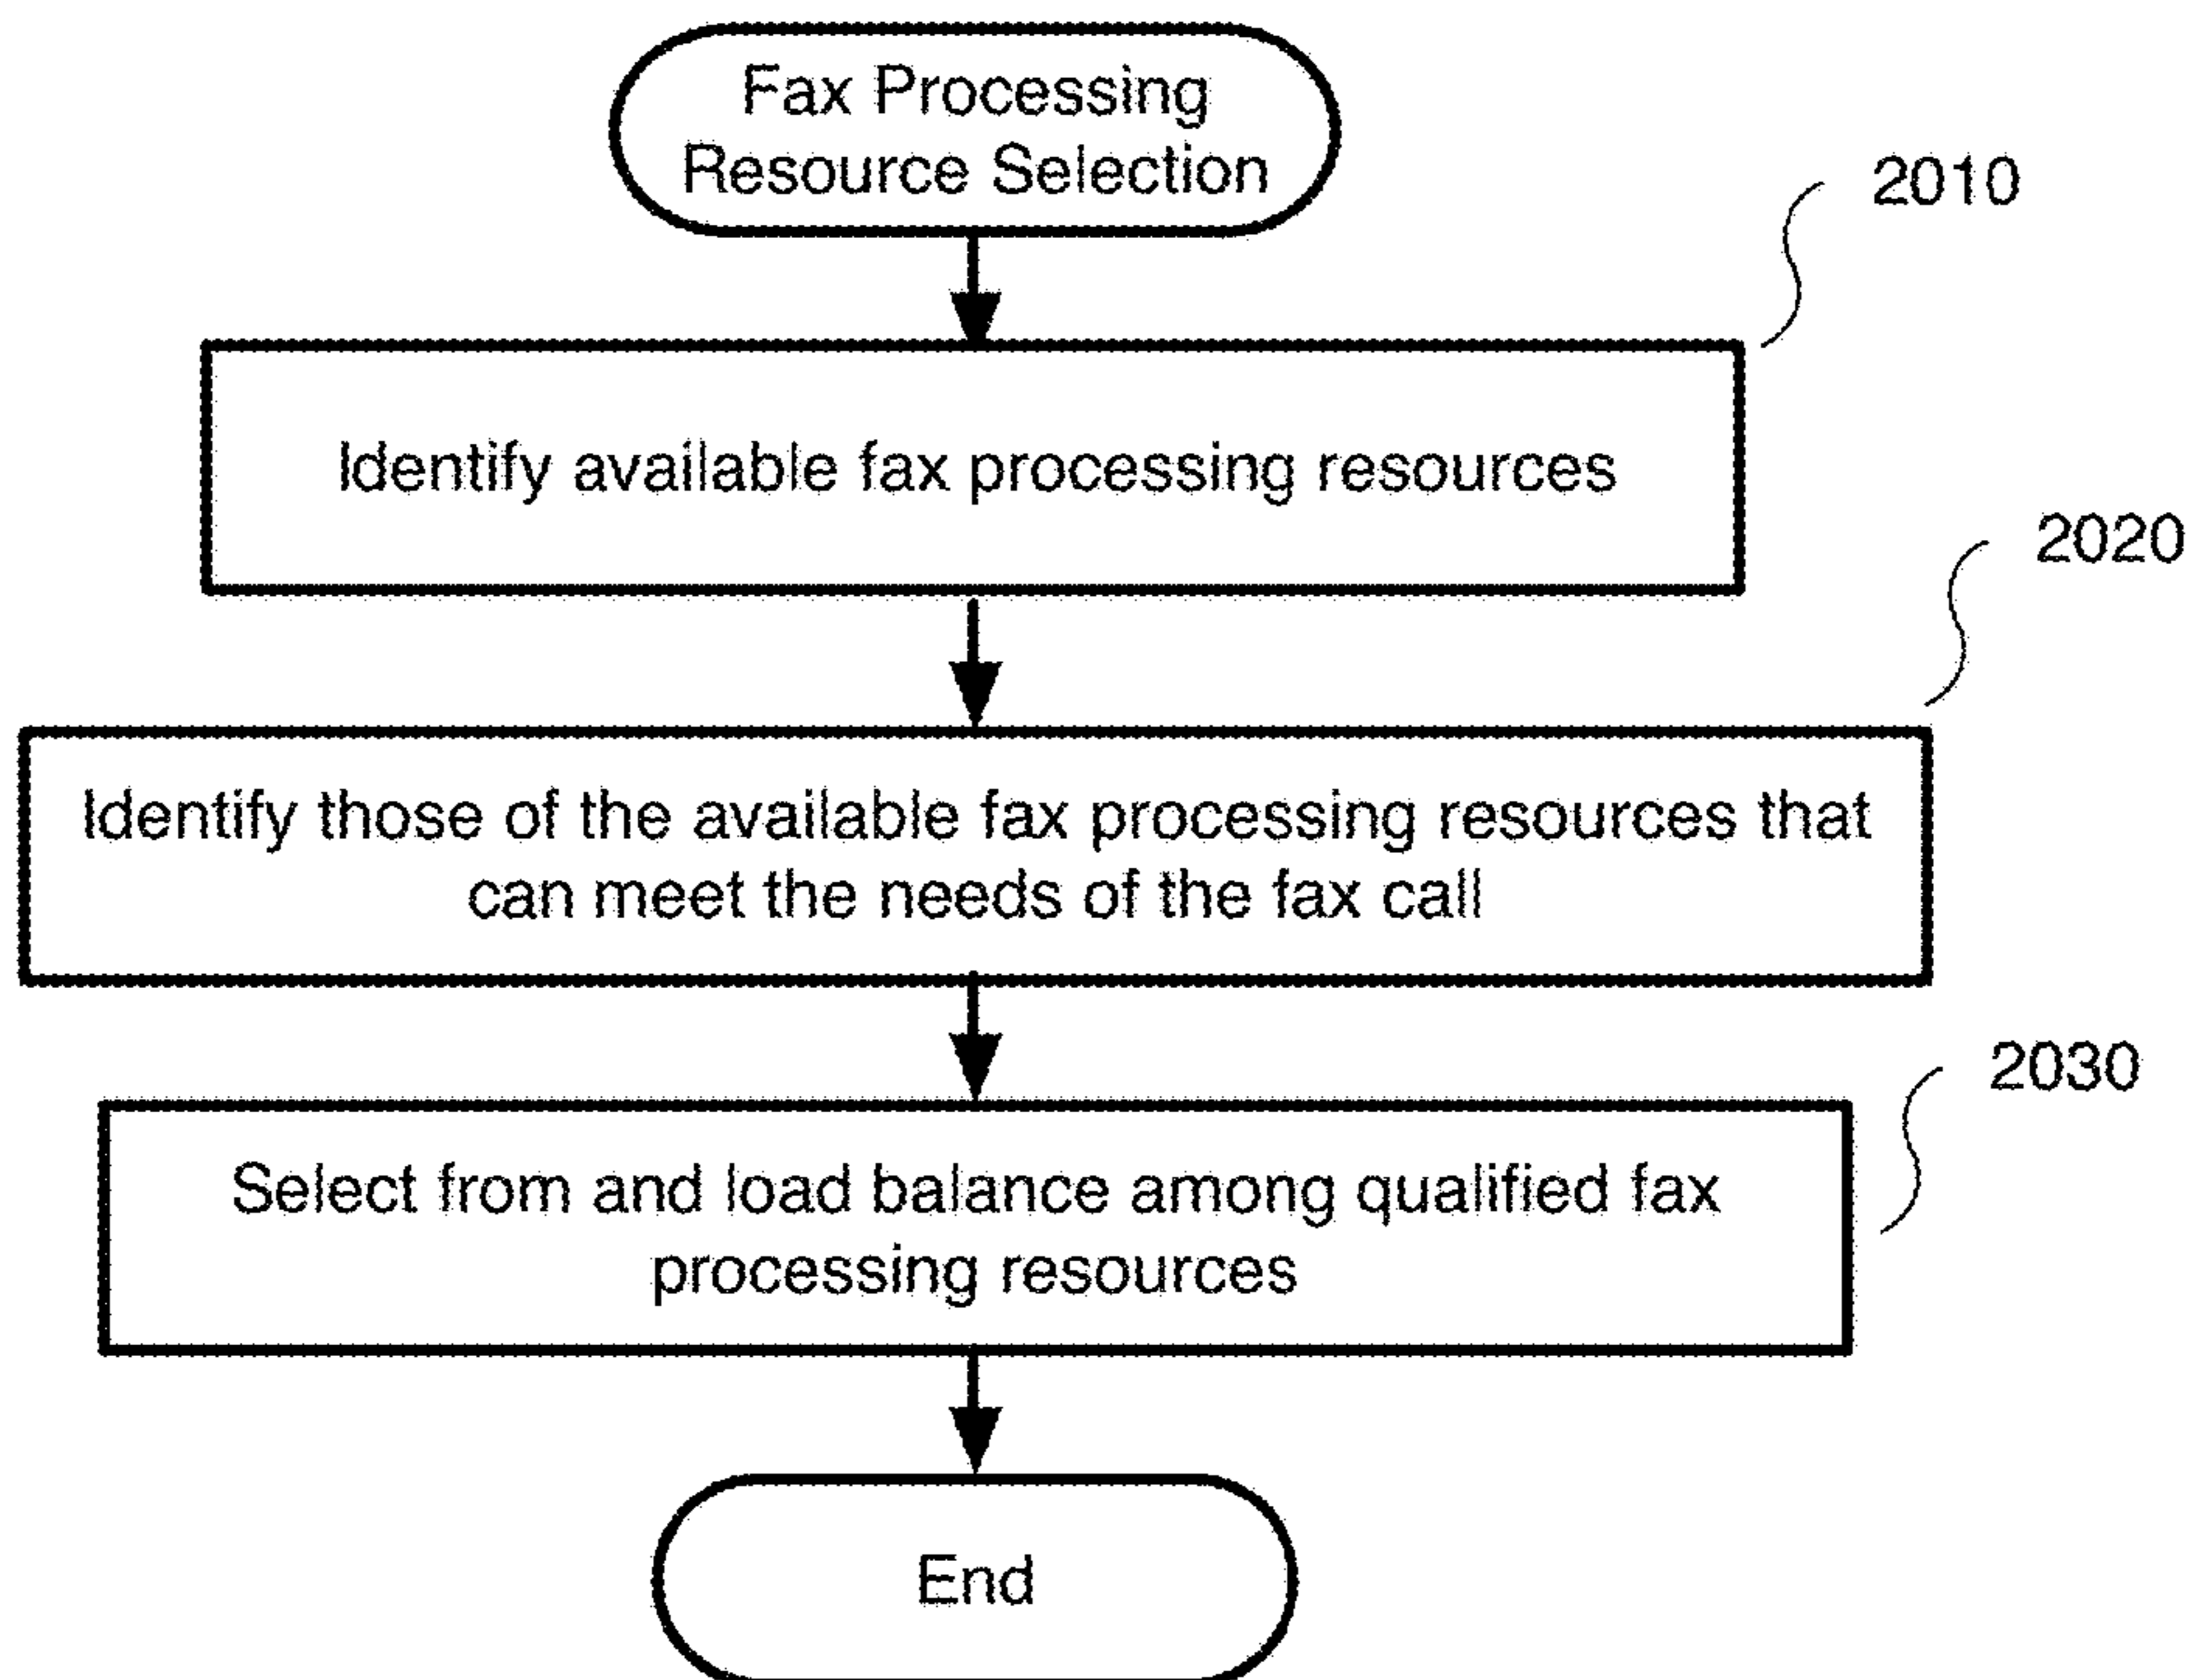 Fax Processing
Resource Selection
2010
Identify available fax processing resources
2020
Identify those of the available fax processing resources that
can meet the needs of the fax call
2030
Select from and load balance among qualified fax
processing resources
End